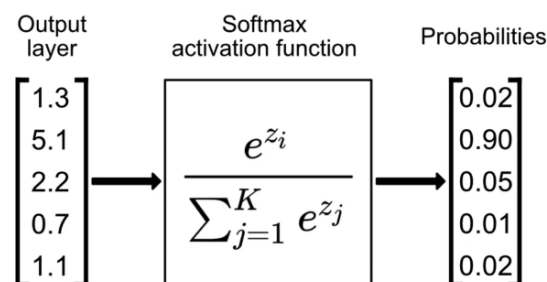 Output
layer
Softmax
activation function
Probabilities
1.3
5.1
2.2
0.7
1.1
e^{z_i}
∑_{j=1}^{K} e^{z_j}
0.02
0.90
0.05
0.01
0.02